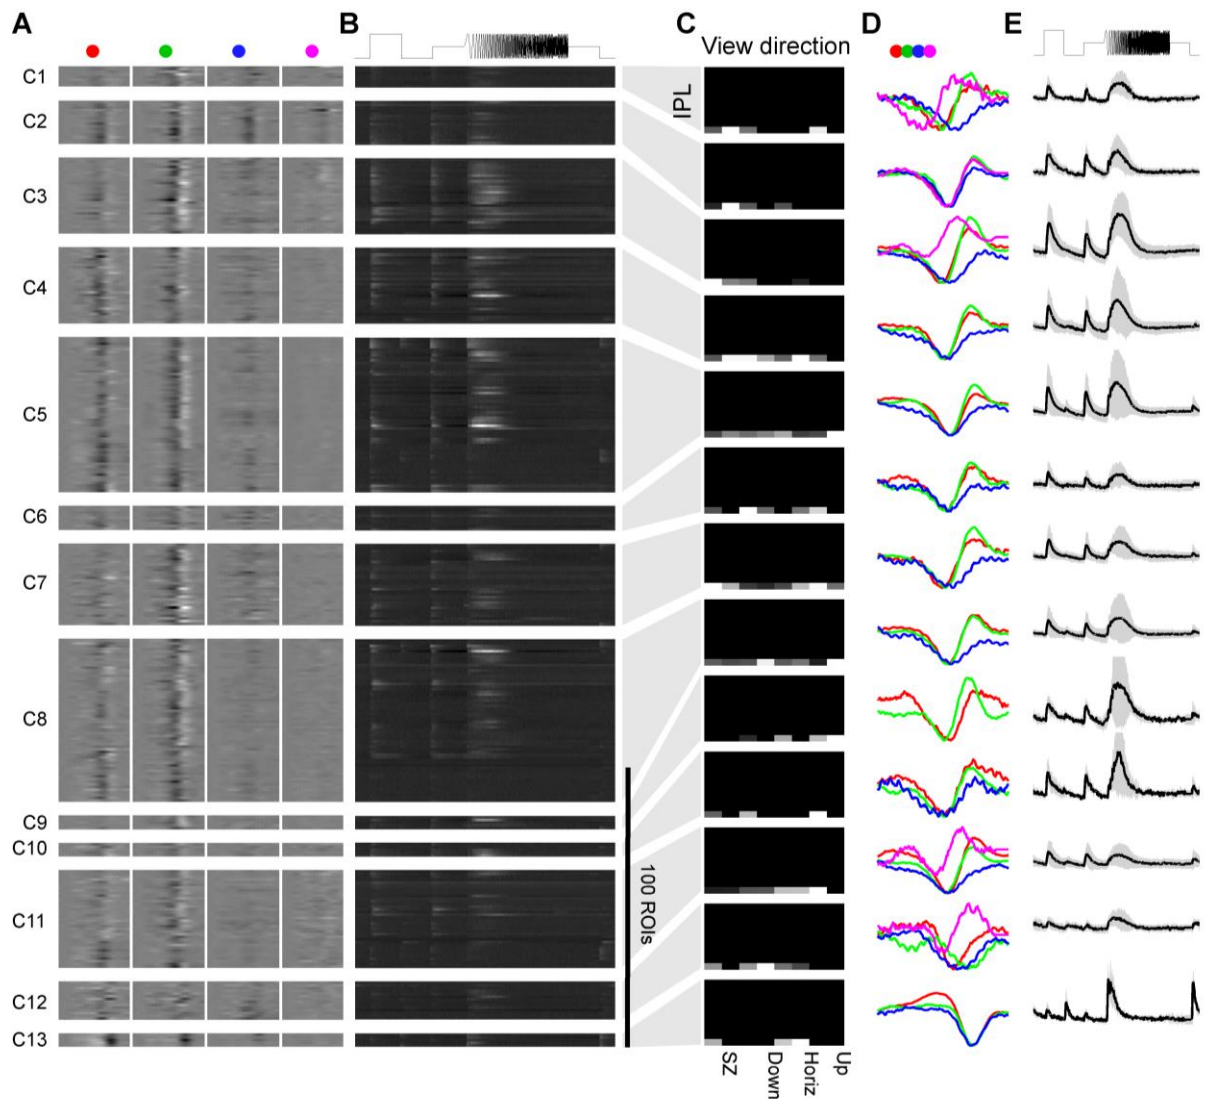 A
B
C
D
E
View direction
IPL
C1
C2
C3
C4
C5
C6
C7
C8
C9
C10
C11
C12
C13
100 ROIs
SZ
Down
Horiz
Up